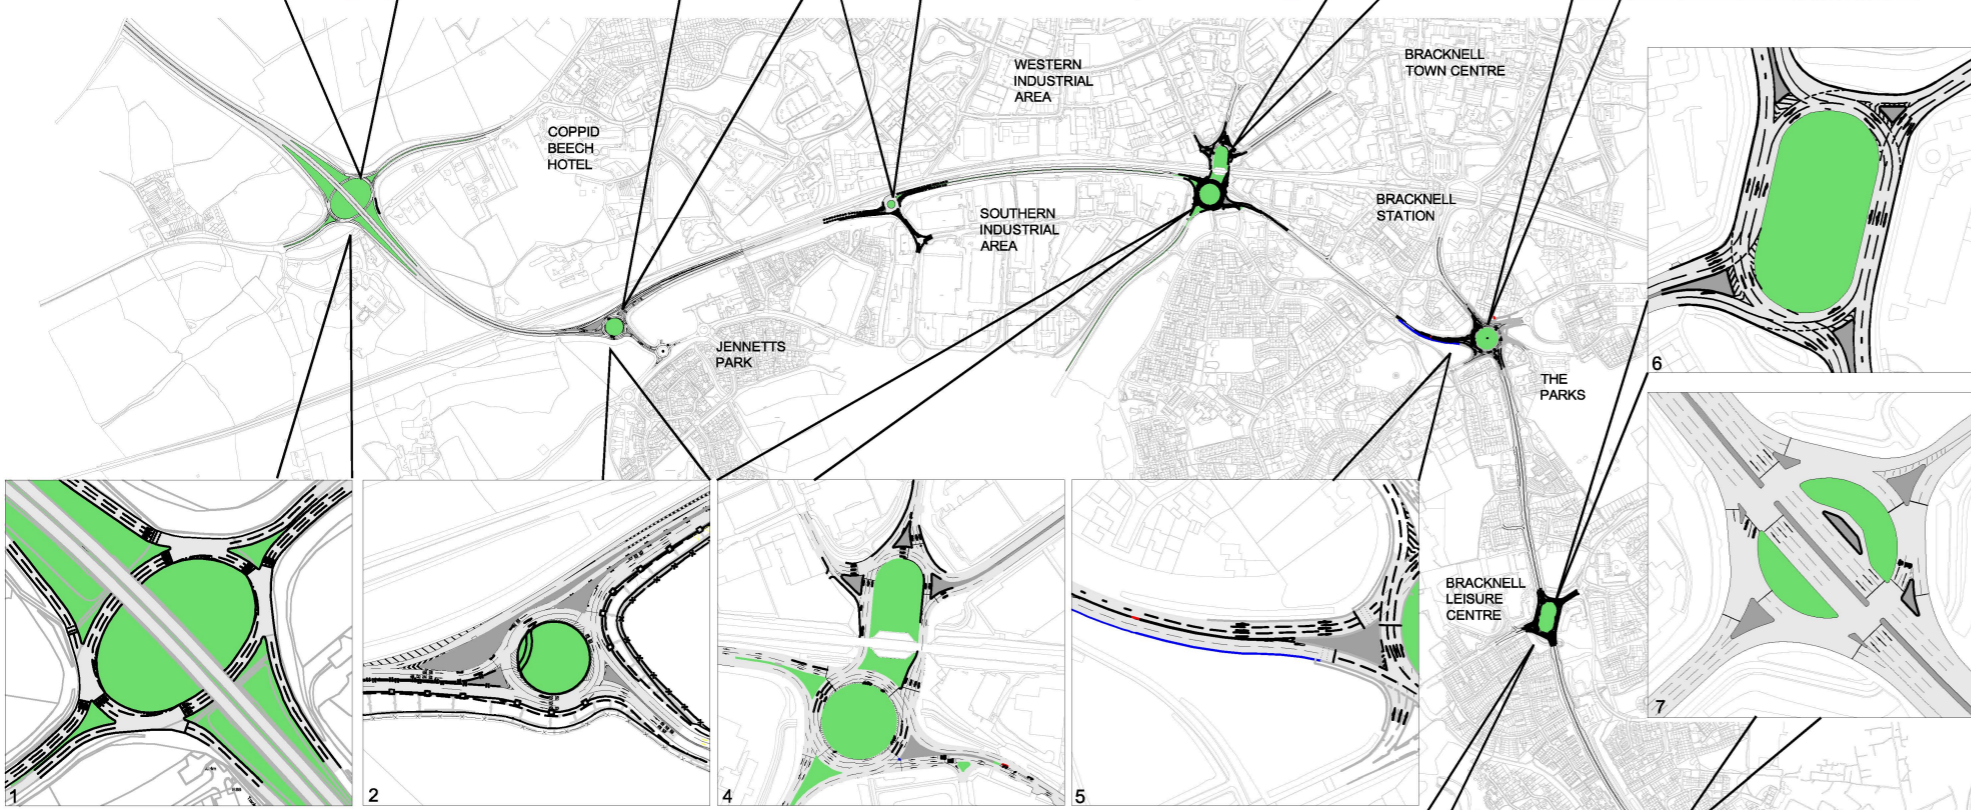 WESTERN
INDUSTRIAL
AREA
BRACKNELL
TOWN CENTRE
COPPID
BEECH
HOTEL
SOUTHERN
INDUSTRIAL
AREA
BRACKNELL
STATION
JENNETTS
PARK
THE
PARKS
BRACKNELL
LEISURE
CENTRE
6
7
1
2
4
5